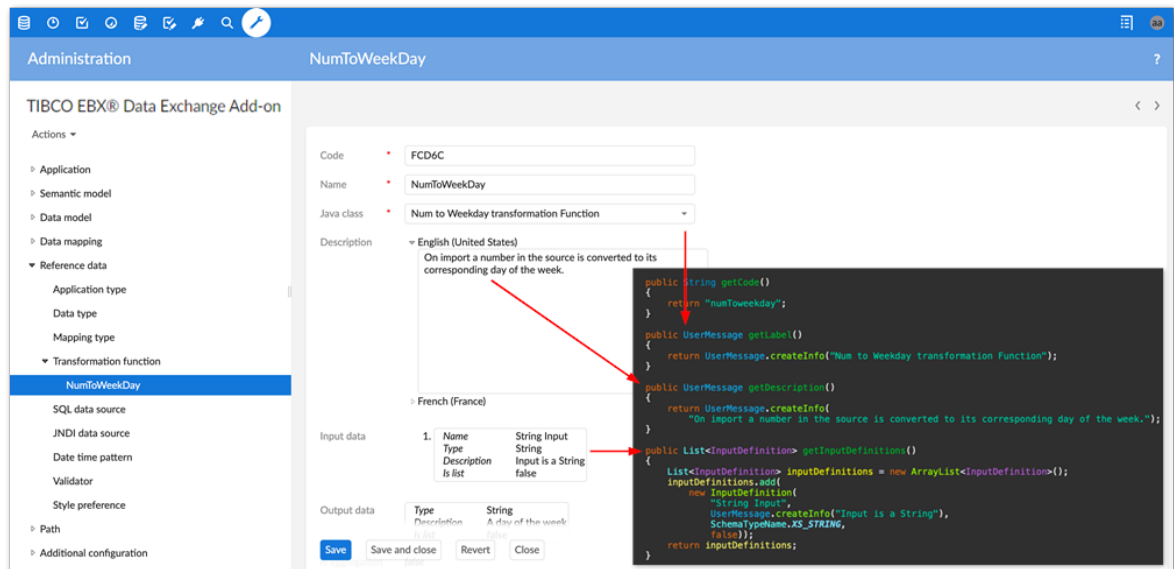 aa
Administration
NumToWeekDay
?
TIBCO EBX® Data Exchange Add-on
Actions
Application
Semantic model
Data model
Data mapping
Reference data
Application type
Data type
Mapping type
Transformation function
NumToWeekDay
SQL data source
JNDI data source
Date time pattern
Validator
Style preference
Path
Additional configuration
Code * FCD6C
Name * NumToWeekDay
Java class * Num to Weekday transformation Function
Description English (United States)
On import a number in the source is converted to its
corresponding day of the week.
French (France)
Input data 1. Name String Input
Type String
Description Input is a String
Is list false
Output data Type String
Description A day of the week
Is list false
Save Save and close Revert Close
false
public String getCode()
{
return "numToweekday";
}
public UserMessage getLabel()
{
return UserMessage.createInfo("Num to Weekday transformation Function");
}
public UserMessage getDescription()
{
return UserMessage.createInfo(
"On import a number in the source is converted to its corresponding day of the week.");
}
public List<InputDefinition> getInputDefinitions()
{
List<InputDefinition> inputDefinitions = new ArrayList<InputDefinition>();
inputDefinitions.add(
new InputDefinition(
"String Input",
UserMessage.createInfo("Input is a String"),
SchemaTypeName.XS_STRING,
false));
return inputDefinitions;
}